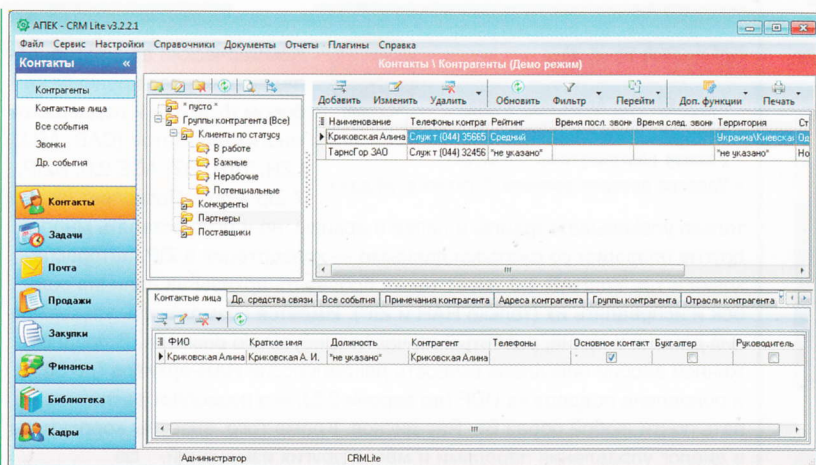 АПЕК - CRM Lite v3.2.2.1
Файл Сервис Настройки Справочники Документы Отчеты Плагины Справка
Контакты «
Контакты \ Контрагенты (Демо режим)
Контрагенты
Контактные лица
Все события
Звонки
Др. события
Контакты
Задачи
Почта
Продажи
Закупки
Финансы
Библиотека
Кадры
* пусто *
Группы контрагента (Все)
Клиенты по статусу
В работе
Важные
Нерабочие
Потенциальные
Конкуренты
Партнеры
Поставщики
Добавить Изменить Удалить Обновить Фильтр Перейти Доп. функции Печать
Наименование Телефоны контраг Рейтинг Время посл. звонк Время след. звонк Территория Ст
Криковская Алина Служ т (044) 35665 Средний Украина\Киевская Од
ТарнсГор ЗАО Служ т (044) 32456 "не указано" "не указано" Но
Контактые лица Др. средства связи Все события Примечания контрагента Адреса контрагента Группы контрагента Отрасли контрагента
ФИО Краткое имя Должность Контрагент Телефоны Основное контакт Бухгалтер Руководитель
Криковская Алина Криковская А. И. "не указано" Криковская Алина
Администратор CRMLite